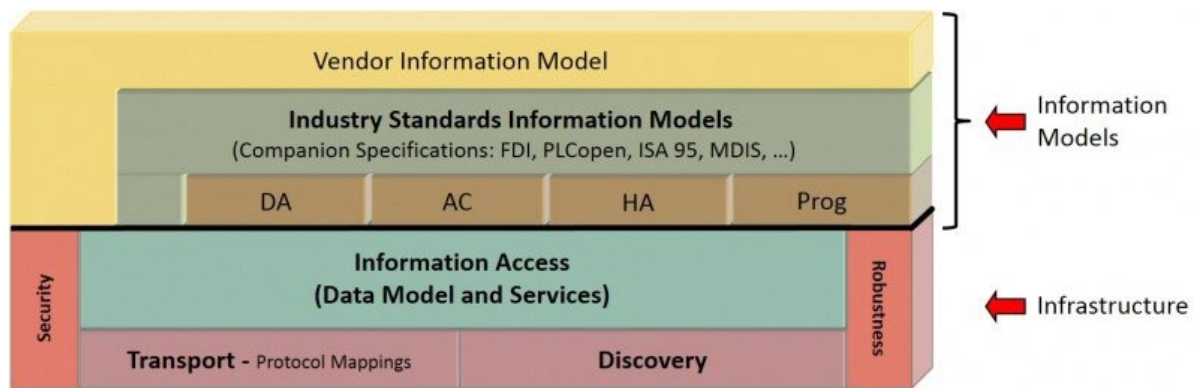 Vendor Information Model
Industry Standards Information Models
(Companion Specifications: FDI, PLCopen, ISA 95, MDIS, ...)
DA AC HA Prog
Information Models
Security
Information Access
(Data Model and Services)
Robustness
Infrastructure
Transport - Protocol Mappings
Discovery